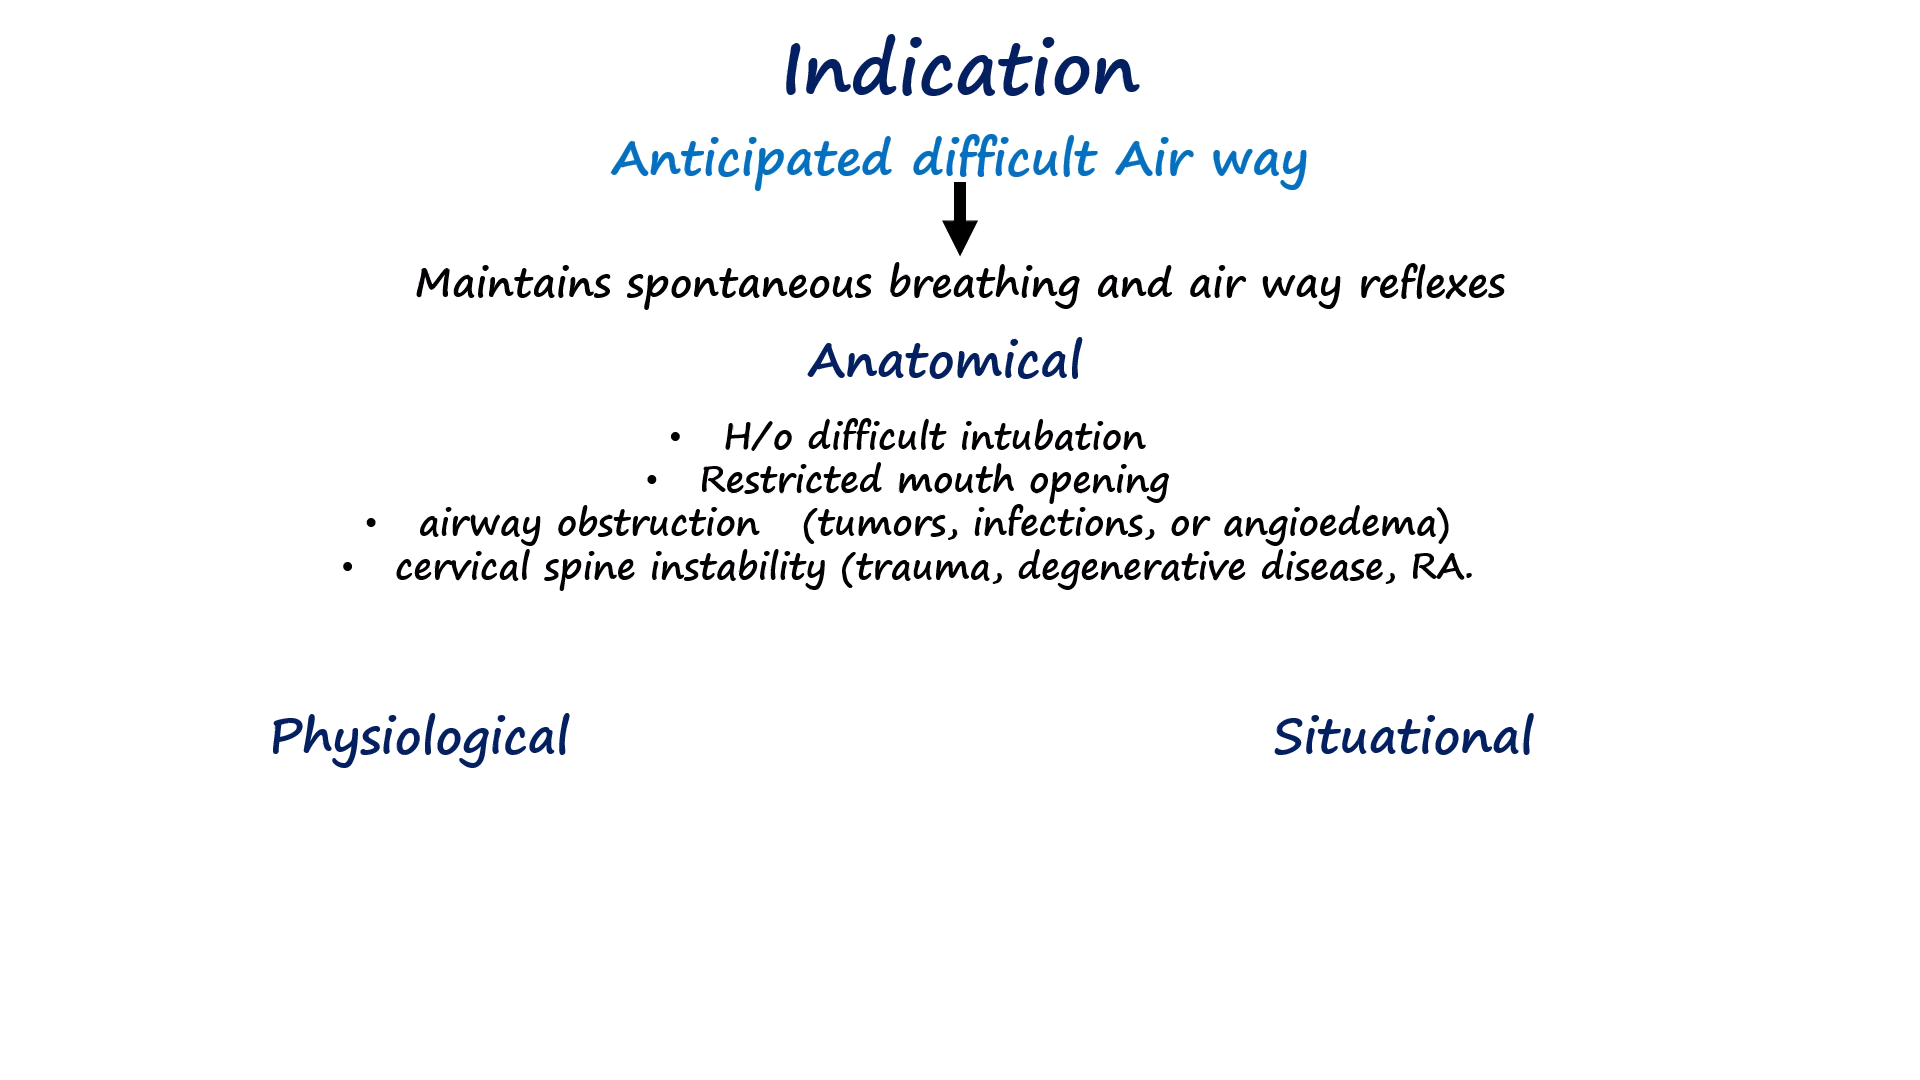 Indication
Anticipated difficult Air way
Maintains spontaneous breathing and air way reflexes
Anatomical
• H/o difficult intubation
• Restricted mouth opening
• airway obstruction (tumors, infections, or angioedema)
• cervical spine instability (trauma, degenerative disease, RA.
Physiological
Situational